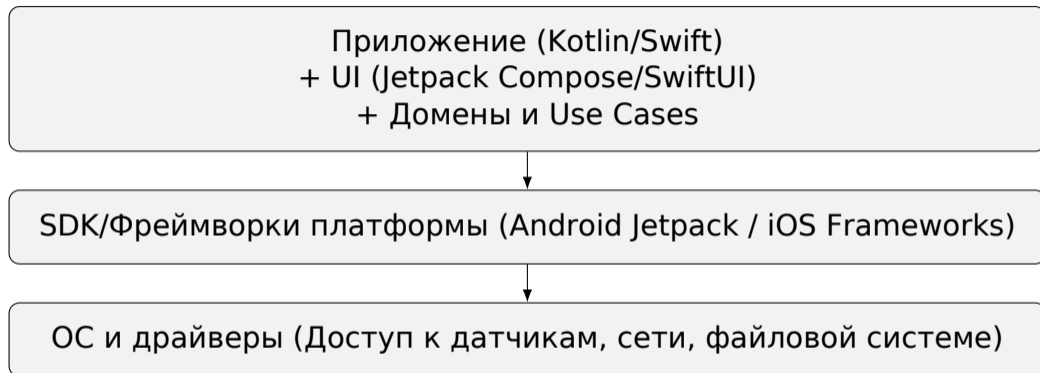 Приложение (Kotlin/Swift)
+ UI (Jetpack Compose/SwiftUI)
+ Домены и Use Cases
SDK/Фреймворки платформы (Android Jetpack / iOS Frameworks)
ОС и драйверы (Доступ к датчикам, сети, файловой системе)